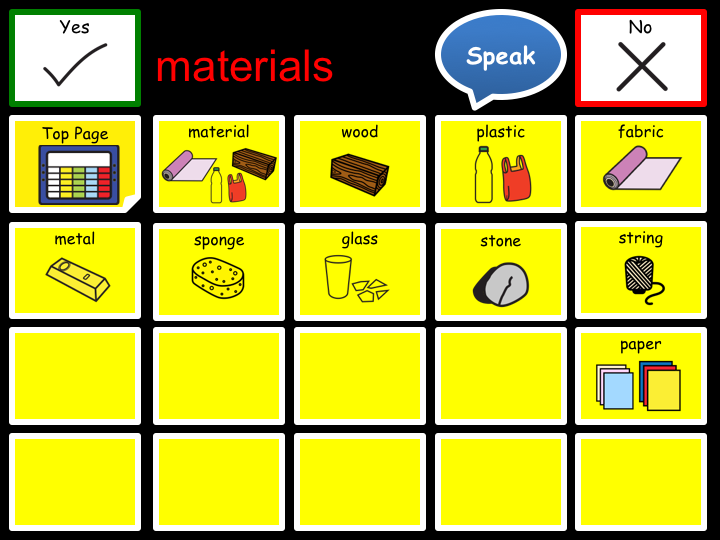 Yes
materials
Speak
No
Top Page
material
wood
plastic
fabric
metal
sponge
glass
stone
string
paper